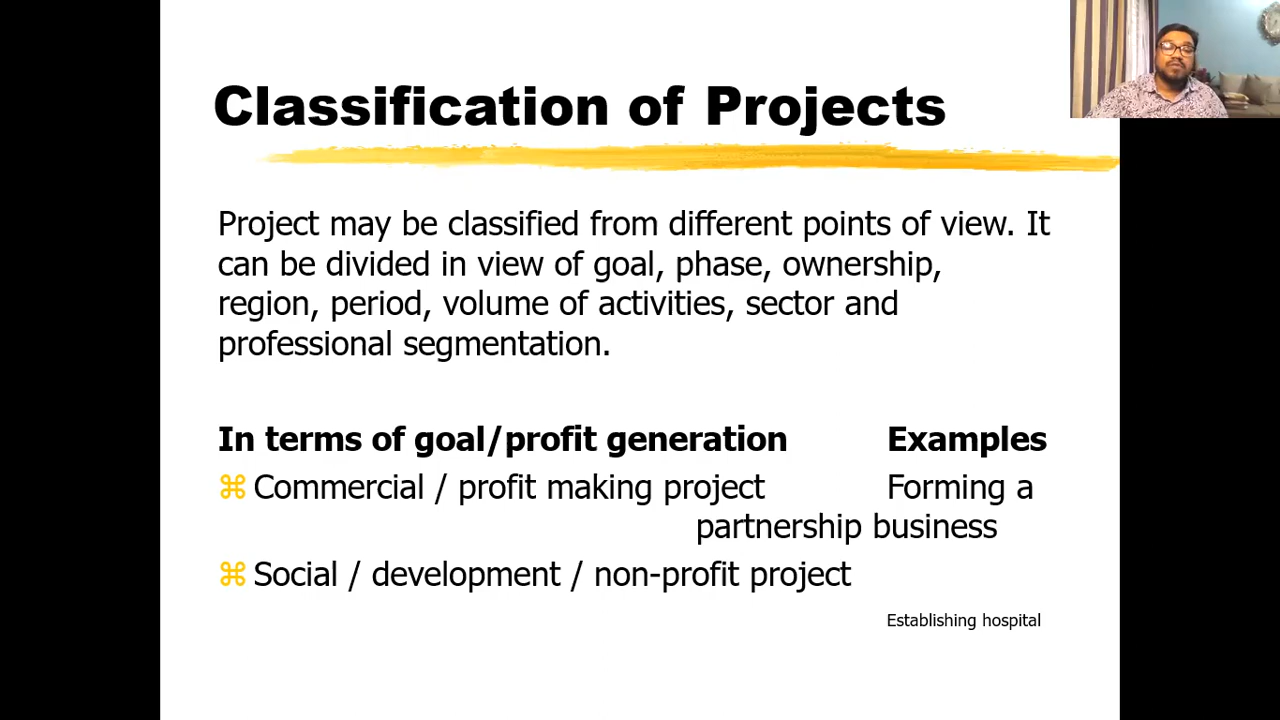 Classification of Projects
Project may be classified from different points of view. It
can be divided in view of goal, phase, ownership,
region, period, volume of activities, sector and
professional segmentation.
In terms of goal/profit generation Examples
⌘ Commercial / profit making project Forming a
partnership business
⌘ Social / development / non-profit project
Establishing hospital